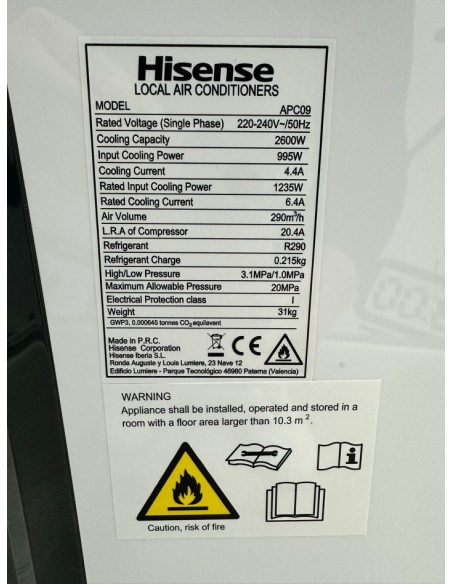 Hisense
LOCAL AIR CONDITIONERS
MODEL APC09
Rated Voltage (Single Phase) 220-240V~/50Hz
Cooling Capacity 2600W
Input Cooling Power 995W
Cooling Current 4.4A
Rated Input Cooling Power 1235W
Rated Cooling Current 6.4A
Air Volume 290m³/h
L.R.A of Compressor 20.4A
Refrigerant R290
Refrigerant Charge 0.215kg
High/Low Pressure 3.1MPa/1.0MPa
Maximum Allowable Pressure 20MPa
Electrical Protection class I
Weight 31kg
GWP3, 0.000645 tonnes CO₂ equilavent
Made in P.R.C.
Hisense Corporation
Hisense Iberia S.L.
Ronda Auguste y Louis Lumiere, 23 Nave 12
Edificio Lumiere - Parque Tecnológico 46980 Paterna (Valencia)
CE
WARNING
Appliance shall be installed, operated and stored in a
room with a floor area larger than 10.3 m².
i
Caution, risk of fire